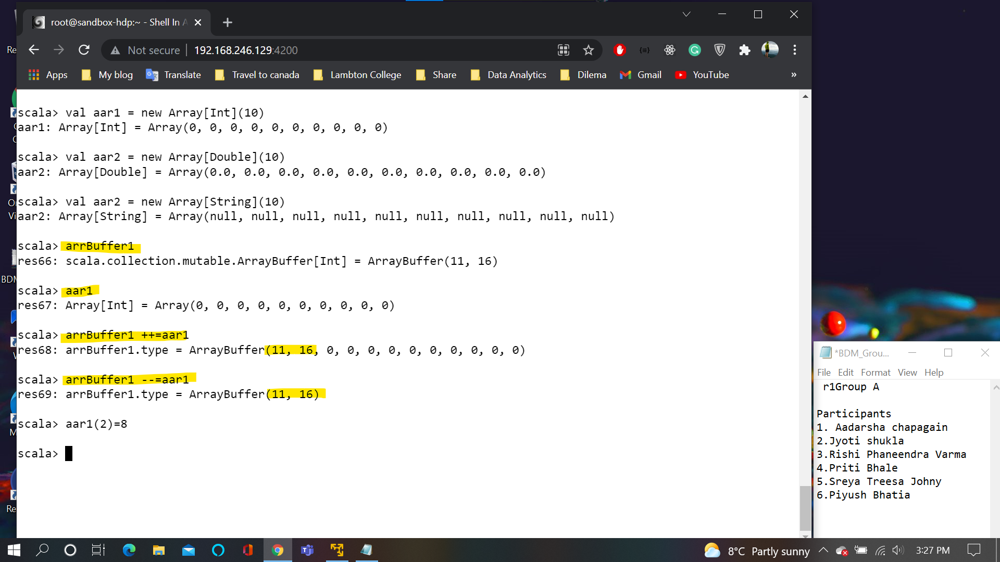 root@sandbox-hdp:~ - Shell In A
Not secure | 192.168.246.129:4200
Apps My blog Translate Travel to canada Lambton College Share Data Analytics Dilema Gmail YouTube »
scala> val aar1 = new Array[Int](10)
aar1: Array[Int] = Array(0, 0, 0, 0, 0, 0, 0, 0, 0, 0)
scala> val aar2 = new Array[Double](10)
aar2: Array[Double] = Array(0.0, 0.0, 0.0, 0.0, 0.0, 0.0, 0.0, 0.0, 0.0, 0.0)
scala> val aar2 = new Array[String](10)
aar2: Array[String] = Array(null, null, null, null, null, null, null, null, null, null)
scala> arrBuffer1
res66: scala.collection.mutable.ArrayBuffer[Int] = ArrayBuffer(11, 16)
scala> aar1
res67: Array[Int] = Array(0, 0, 0, 0, 0, 0, 0, 0, 0, 0)
scala> arrBuffer1 ++=aar1
res68: arrBuffer1.type = ArrayBuffer(11, 16, 0, 0, 0, 0, 0, 0, 0, 0, 0, 0)
scala> arrBuffer1 --=aar1
res69: arrBuffer1.type = ArrayBuffer(11, 16)
scala> aar1(2)=8
scala>
*BDM_Grou...
File Edit Format View Help
r1Group A
Participants
1. Aadarsha chapagain
2.Jyoti shukla
3.Rishi Phaneendra Varma
4.Priti Bhale
5.Sreya Treesa Johny
6.Piyush Bhatia
8°C Partly sunny
3:27 PM